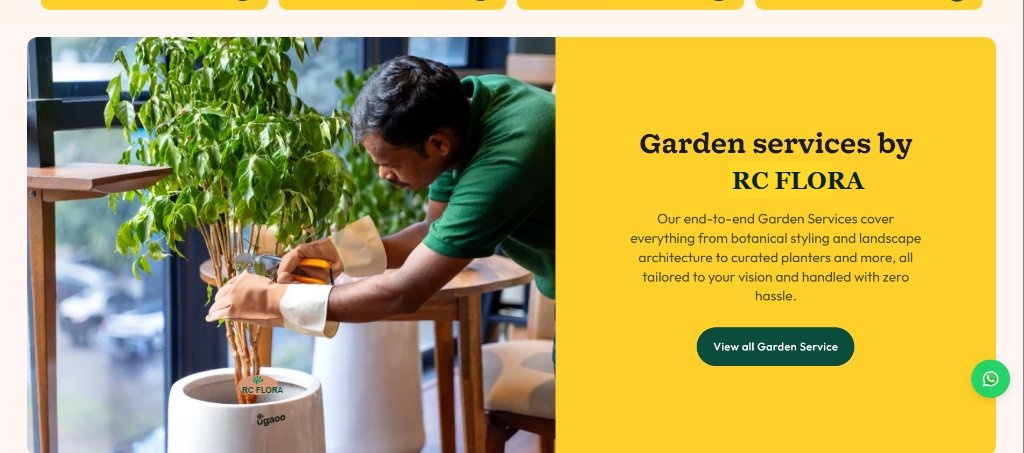 Garden services by
RC FLORA
Our end-to-end Garden Services cover
everything from botanical styling and landscape
architecture to curated planters and more, all
tailored to your vision and handled with zero
hassle.
View all Garden Service
RC FLORA
Ugaoo